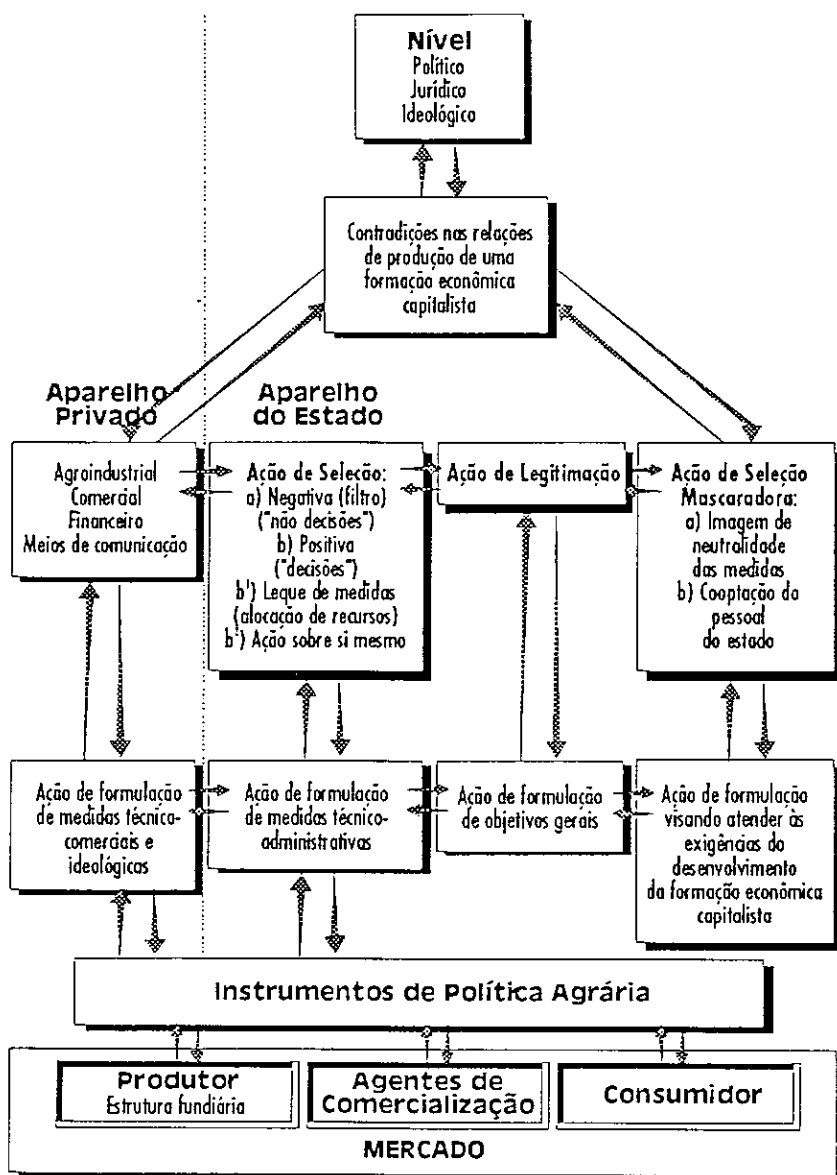 Nível
Político
Jurídico
Ideológico
Contradições nas relações
de produção de uma
formação econômica
capitalista
Aparelho
Privado
Aparelho
do Estado
Agroindustrial
Comercial
Financeiro
Meios de comunicação
Ação de Seleção:
a) Negativa (filtro)
("não decisões")
b) Positiva
("decisões")
b') Leque de medidas
(alocação de recursos)
b') Ação sobre si mesmo
Ação de Legitimação
Ação de Seleção
Mascaradora:
a) Imagem de
neutralidade
das medidas
b) Cooptação do
pessoal
do estado
Ação de formulação
de medidas técnico-
comerciais e
ideológicas
Ação de formulação
de medidas técnico-
administrativas
Ação de formulação
de objetivos gerais
Ação de formulação
visando atender às
exigências do
desenvolvimento
da formação econômica
capitalista
Instrumentos de Política Agrária
Produtor
Estrutura fundiária
Agentes de
Comercialização
Consumidor
MERCADO